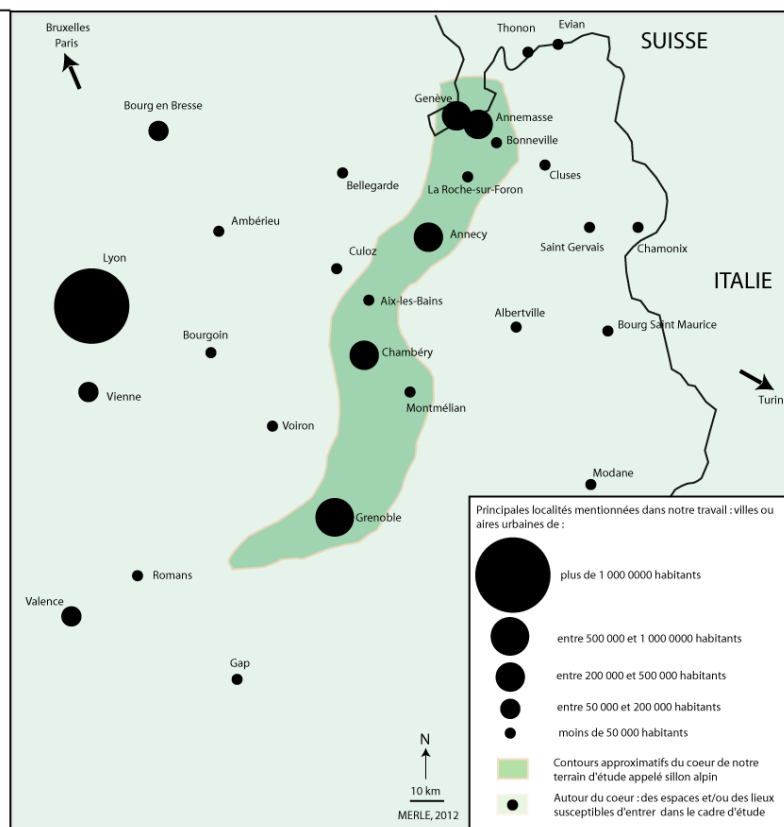 Bruxelles
Paris
Thonon
Evian
SUISSE
Genève
Annemasse
Bourg en Bresse
Bonneville
Cluses
Bellegarde
La Roche-sur-Foron
Ambérieu
Annecy
Saint Gervais
Chamonix
Lyon
Culoz
ITALIE
Aix-les-Bains
Albertville
Bourg Saint Maurice
Bourgoin
Chambéry
Vienne
Montmélian
Turin
Voiron
Modane
Grenoble
Romans
Valence
Gap
Principales localités mentionnées dans notre travail : villes ou
aires urbaines de :
plus de 1 000 0000 habitants
entre 500 000 et 1 000 0000 habitants
entre 200 000 et 500 000 habitants
entre 50 000 et 200 000 habitants
moins de 50 000 habitants
Contours approximatifs du coeur de notre
terrain d'étude appelé sillon alpin
Autour du coeur : des espaces et/ou des lieux
susceptibles d'entrer dans le cadre d'étude
N
10 km
MERLE, 2012